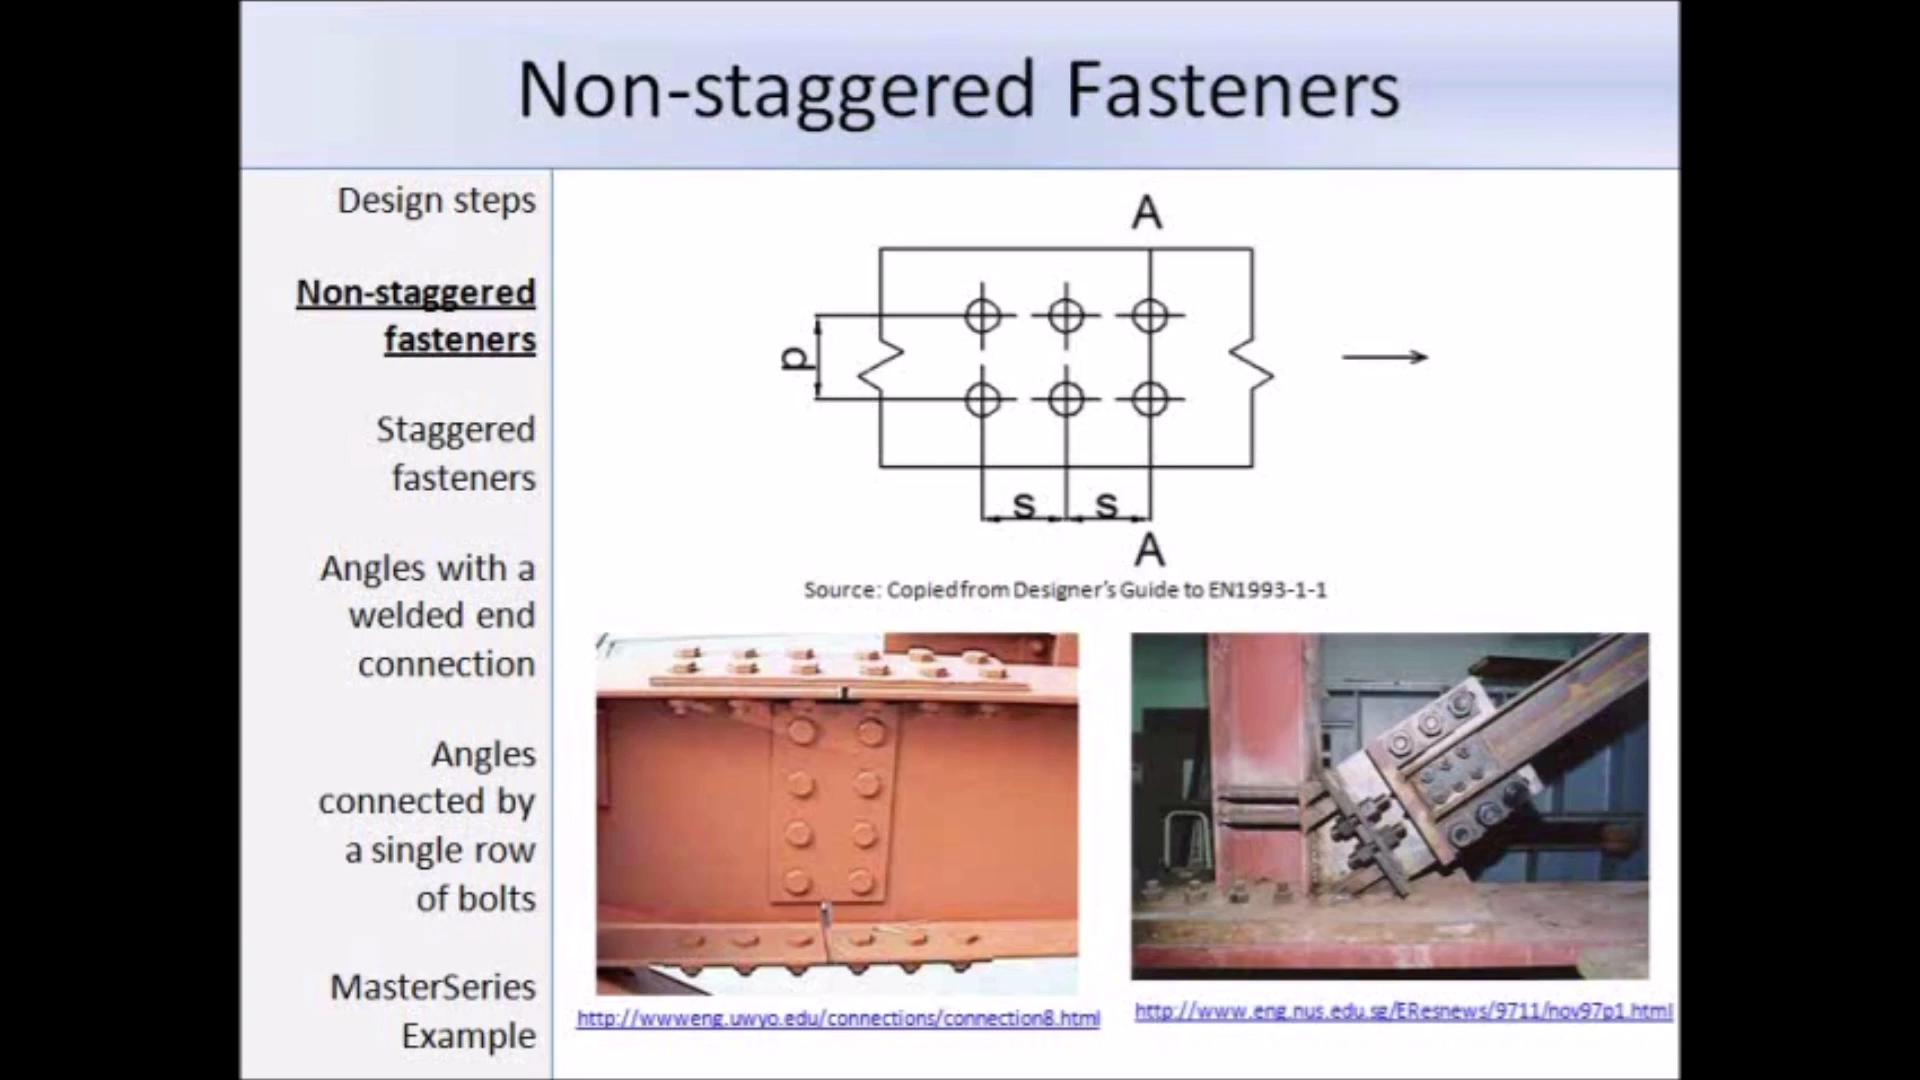 Non-staggered Fasteners
Design steps
Non-staggered
fasteners
Staggered
fasteners
Angles with a
welded end
connection
Angles
connected by
a single row
of bolts
MasterSeries
Example
A
p
s s
A
Source: Copied from Designer's Guide to EN1993-1-1
http://wwweng.uwyo.edu/connections/connection8.html
http://www.eng.nus.edu.sg/EResnews/9711/nov97p1.html